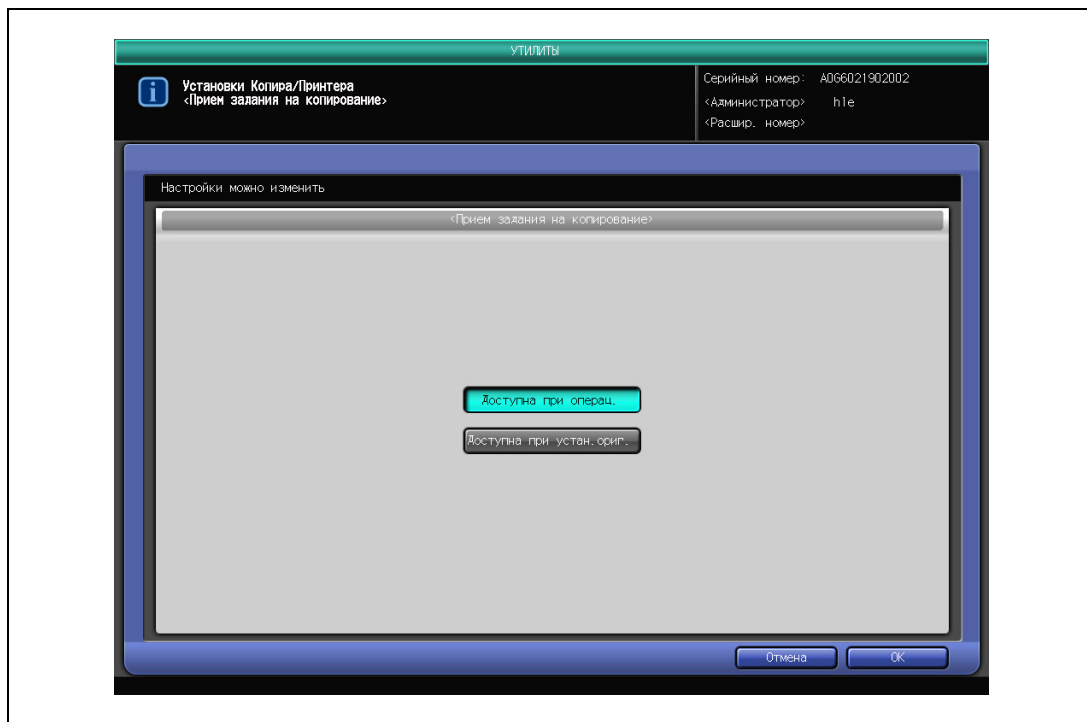 УТИЛИТЫ
Установки Копира/Принтера
<Прием задания на копирование>
Серийный номер: A0G6021902002
<Администратор> hle
<Расшир. номер>
Настройки можно изменить
<Прием задания на копирование>
Доступна при операц.
Доступна при устан.ориг.
Отмена
OK